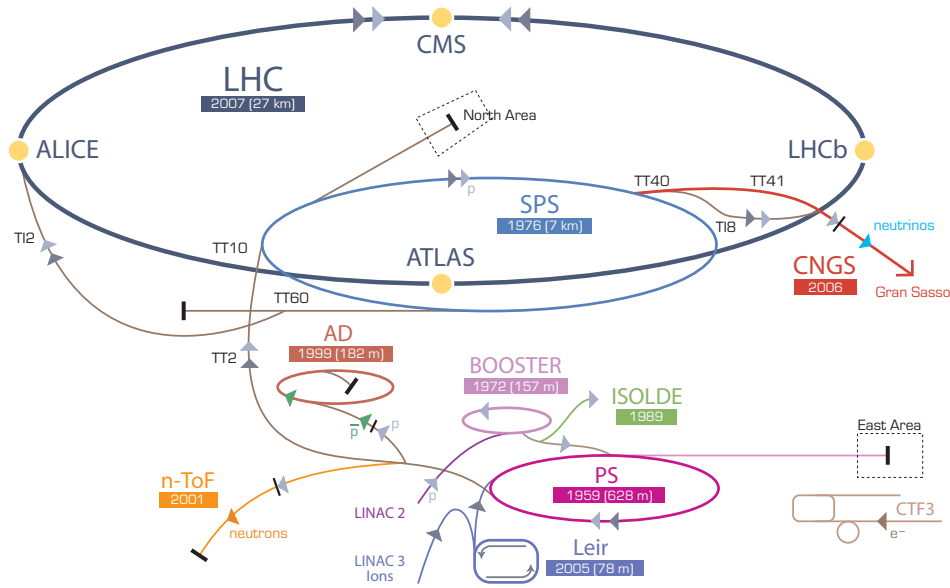 CMS
LHC
2007 (27 km)
North Area
ALICE
LHCb
TT40
TT41
p
SPS
1976 (7 km)
TI8
neutrinos
TI2
TT10
ATLAS
CNGS
2006
Gran Sasso
TT60
AD
1999 (182 m)
TT2
BOOSTER
1972 (157 m)
ISOLDE
1989
p̅
p
East Area
n-ToF
2001
PS
1959 (628 m)
p
LINAC 2
neutrons
CTF3
e–
LINAC 3
Ions
Leir
2005 (78 m)